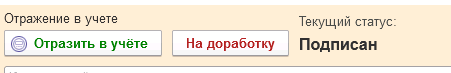 Отражение в учете
Отразить в учёте
На доработку
Текущий статус:
Подписан